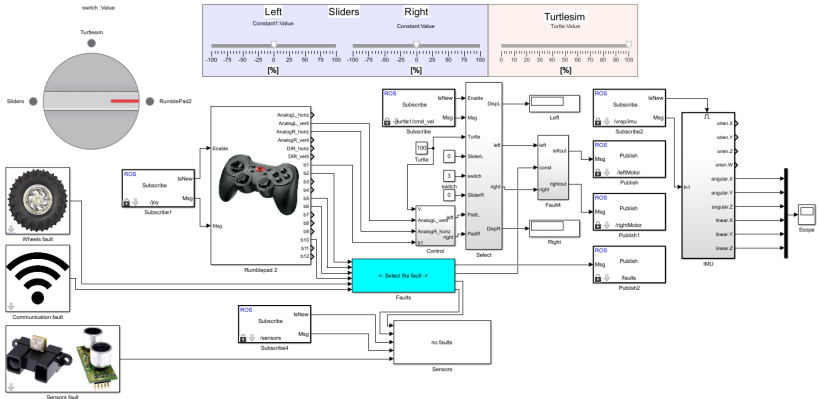 switch :Value
Turtlesim
Sliders
RumblePad2
Left Sliders Right
Constant1:Value
Constant:Value
-100 -75 -50 -25 0 25 50 75 100
[%]
-100 -75 -50 -25 0 25 50 75 100
[%]
Turtlesim
Turtle:Value
0 10 20 30 40 50 60 70 80 90 100
[%]
Wheels fault
Communication fault
Sensors fault
ROS
Subscribe
IsNew
Msg
/joy
Subscribe1
Enable
Msg
AnalogL_horiz
AnalogL_vert
AnalogR_horiz
AnalogR_vert
DIR_horiz
DIR_vert
b1
b2
b3
b4
b5
b6
b7
b8
b9
b10
b11
b12
Rumblepad 2
ROS
Subscribe
IsNew
Msg
/turtle1/cmd_vel
Subscribe
100
Turtle
0
3
switch
0
V
AnalogL_vert
AnalogR_horiz
b1
left
right
Control
Enable
Msg
Turtle
SliderL
switch
SliderR
PadL
PadR
DispL
left
right
DispR
Select
Left
Right
left
const
right
leftout
rightout
Fault4
ROS
Subscribe
IsNew
Msg
/vrep/imu
Subscribe2
ROS
Msg
Publish
/leftMotor
Publish
ROS
Msg
Publish
/rightMotor
Publish1
ROS
Msg
Publish
/faults
Publish2
In1
orien.X
orien.Y
orien.Z
orien.W
angular.X
angular.Y
angular.Z
linear.X
linear.Y
linear.Z
IMU
Scope
<- Select the fault ->
Faults
ROS
Subscribe
IsNew
Msg
/sensors
Subscribe4
no faults
Sensors